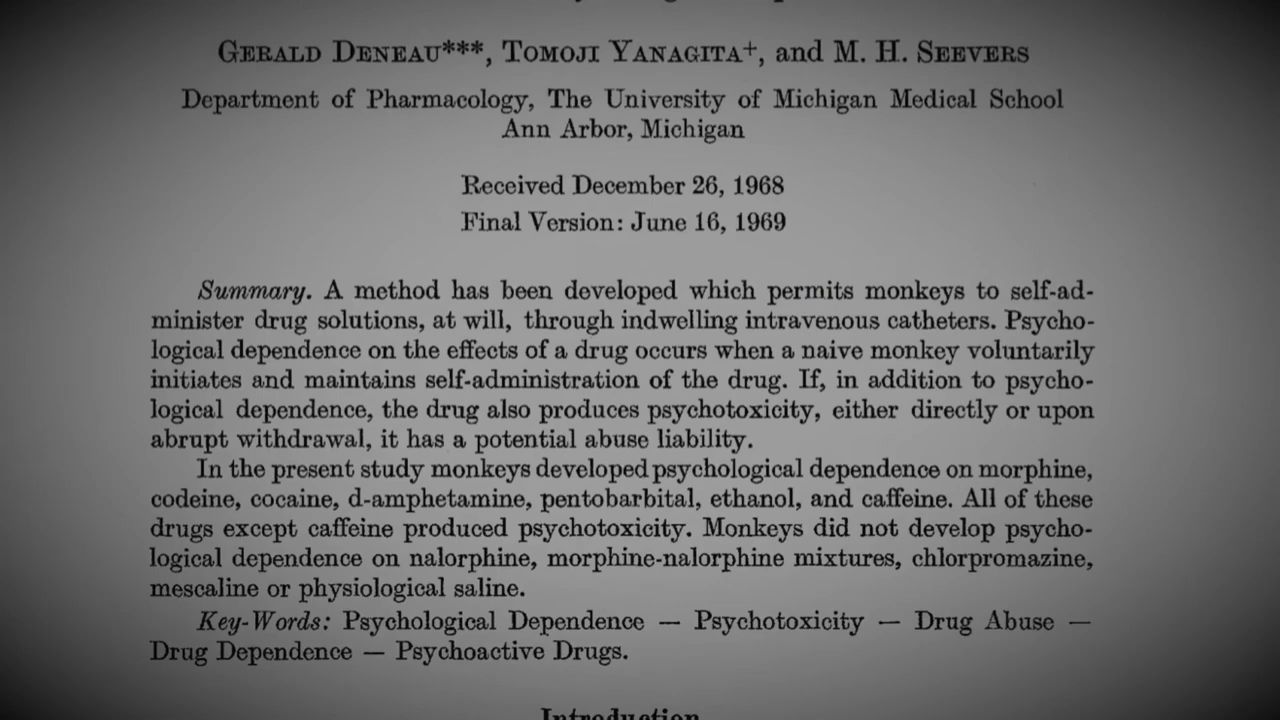 GERALD DENEAU***, TOMOJI YANAGITA+, and M. H. SEEVERS
Department of Pharmacology, The University of Michigan Medical School
Ann Arbor, Michigan
Received December 26, 1968
Final Version: June 16, 1969
Summary. A method has been developed which permits monkeys to self-ad-
minister drug solutions, at will, through indwelling intravenous catheters. Psycho-
logical dependence on the effects of a drug occurs when a naive monkey voluntarily
initiates and maintains self-administration of the drug. If, in addition to psycho-
logical dependence, the drug also produces psychotoxicity, either directly or upon
abrupt withdrawal, it has a potential abuse liability.
In the present study monkeys developed psychological dependence on morphine,
codeine, cocaine, d-amphetamine, pentobarbital, ethanol, and caffeine. All of these
drugs except caffeine produced psychotoxicity. Monkeys did not develop psycho-
logical dependence on nalorphine, morphine-nalorphine mixtures, chlorpromazine,
mescaline or physiological saline.
Key-Words: Psychological Dependence — Psychotoxicity — Drug Abuse —
Drug Dependence — Psychoactive Drugs.
Introduction